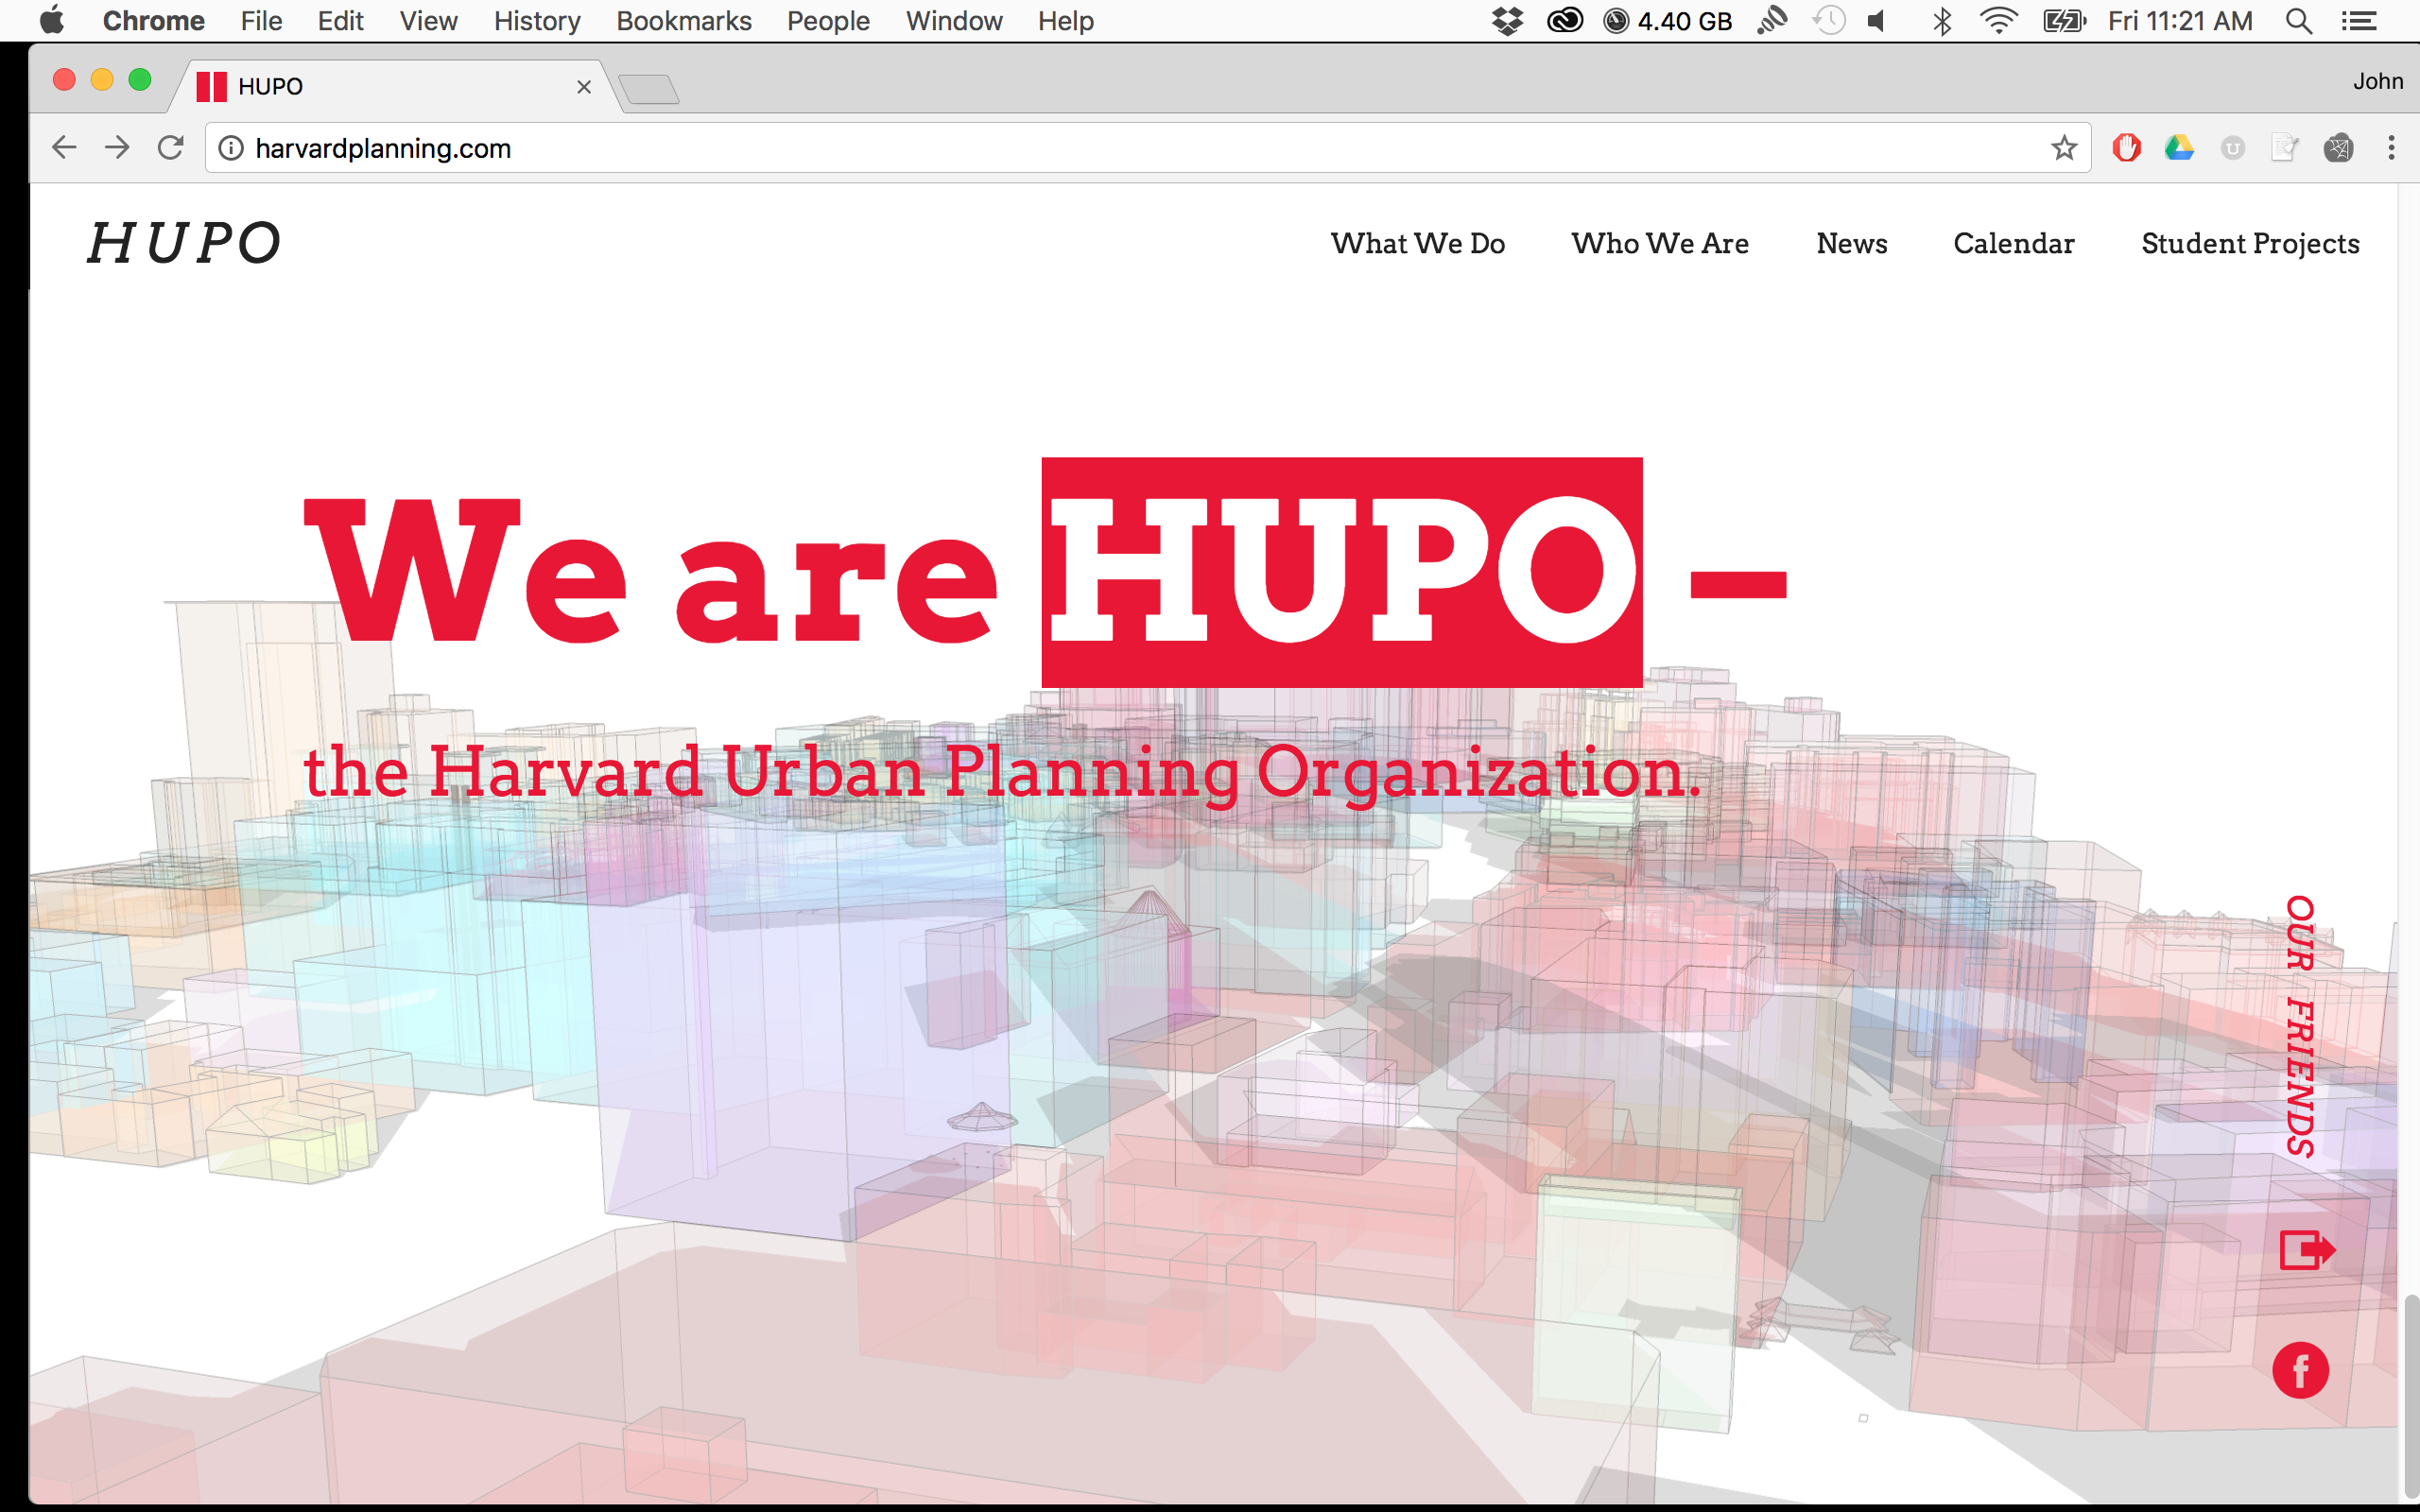 Chrome File Edit View History Bookmarks People Window Help 4.40 GB Fri 11:21 AM
HUPO John
harvardplanning.com
HUPO What We Do Who We Are News Calendar Student Projects
We are HUPO –
the Harvard Urban Planning Organization.
OUR FRIENDS